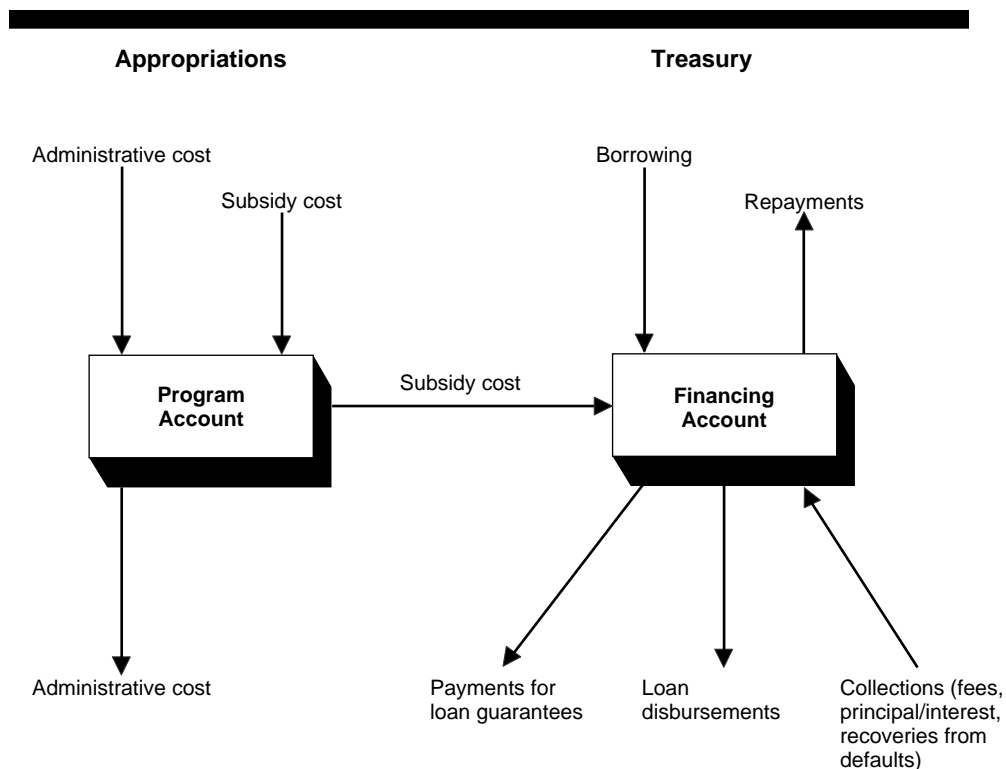 Appropriations
Treasury
Administrative cost
Borrowing
Subsidy cost
Repayments
Program
Account
Subsidy cost
Financing
Account
Administrative cost
Payments for
loan guarantees
Loan
disbursements
Collections (fees,
principal/interest,
recoveries from
defaults)